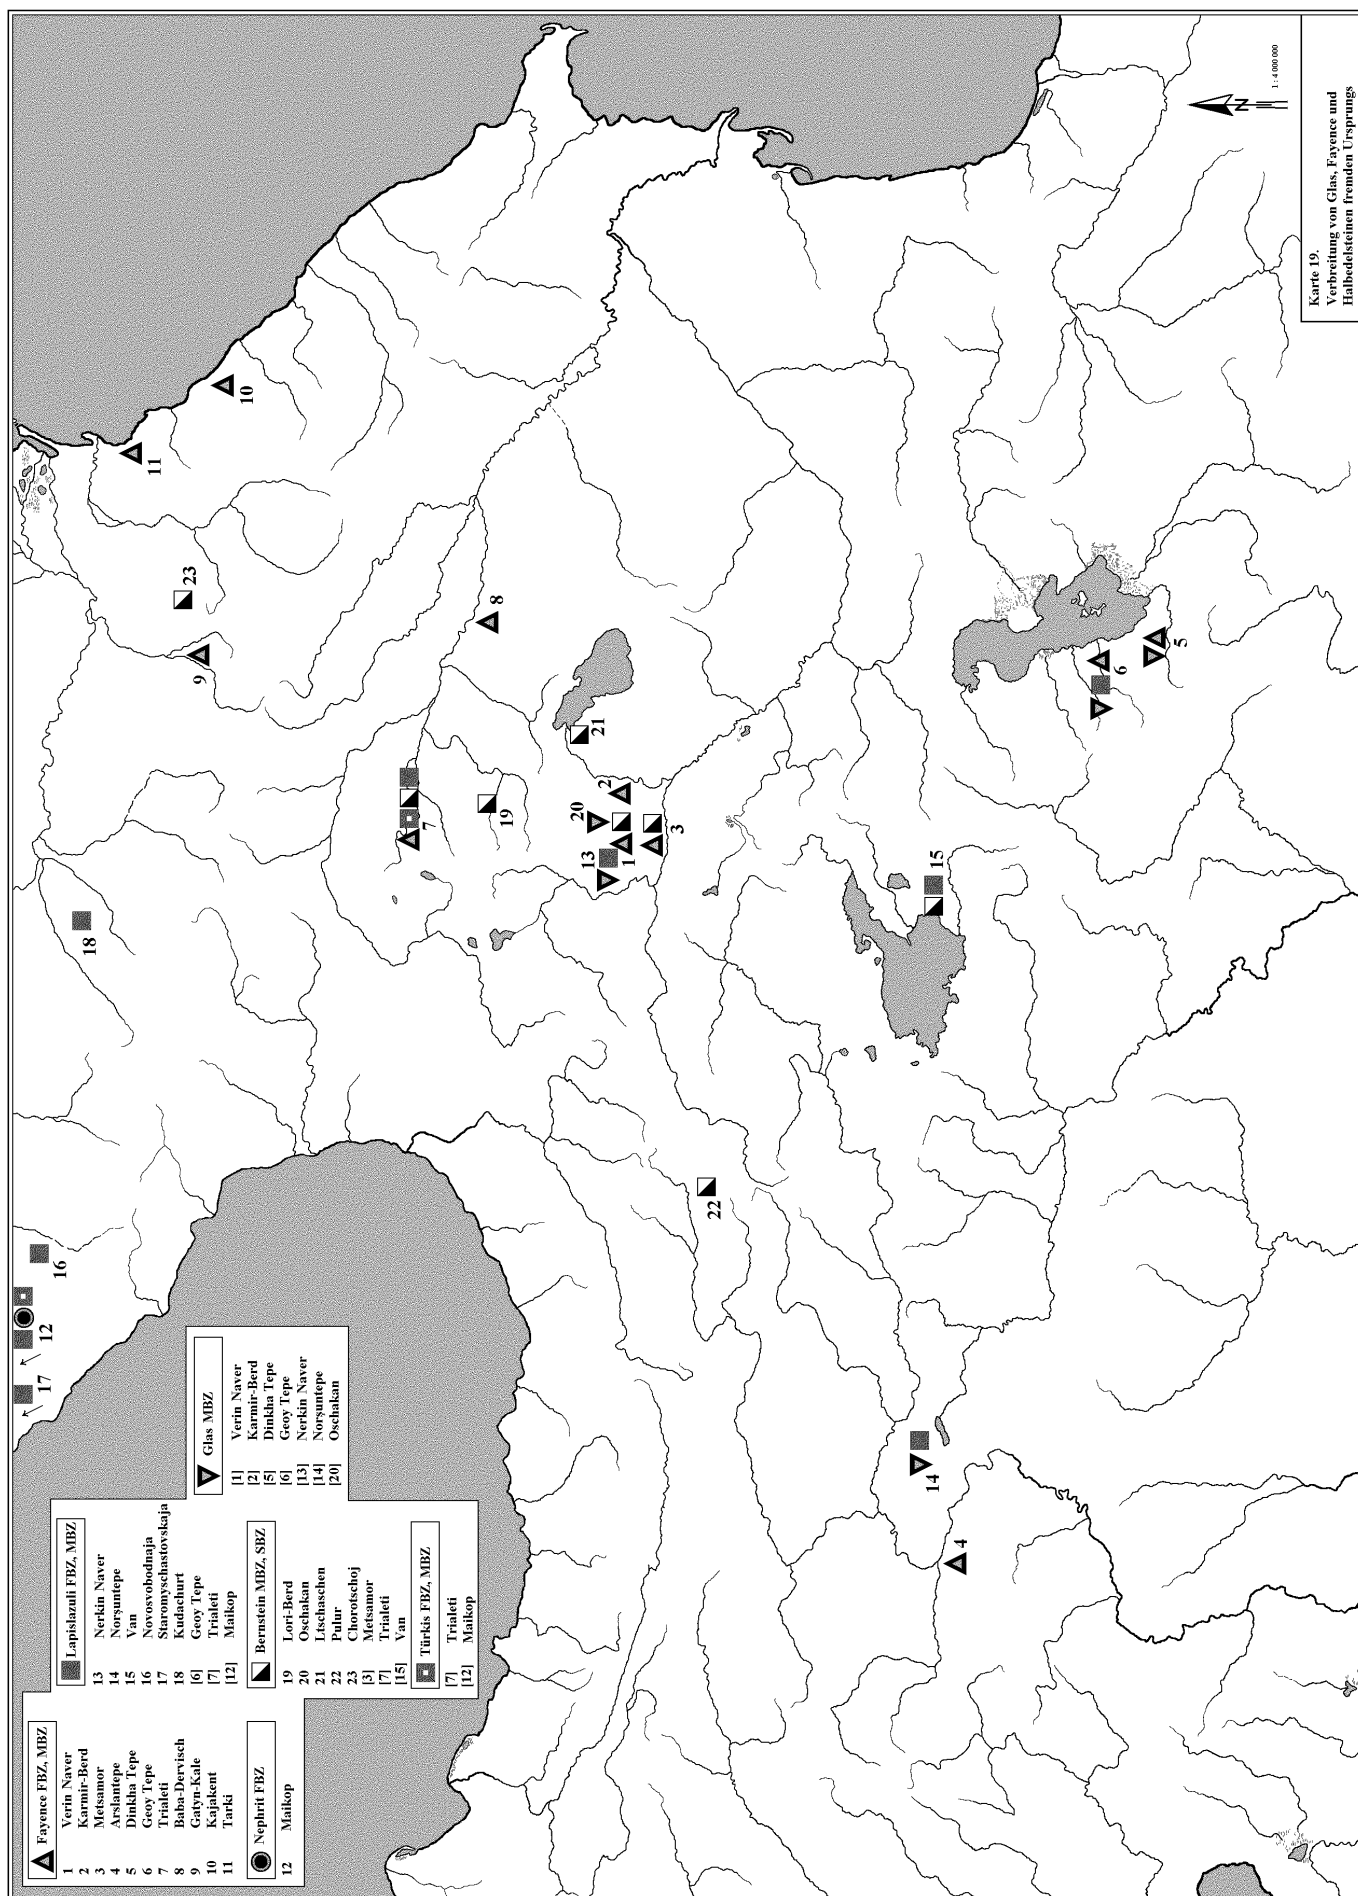 Fayence FBZ, MBZ
1 Verin Naver
2 Karmir-Berd
3 Metsamor
4 Arslantepe
5 Dinkha Tepe
6 Geoy Tepe
7 Trialeti
8 Baba-Dervisch
9 Gatyn-Kale
10 Kajakent
11 Tarki
Nephrit FBZ
12 Maikop
Lapislazuli FBZ, MBZ
13 Nerkin Naver
14 Norşuntepe
15 Van
16 Novosvobodnaja
17 Staromyschastovskaja
18 Kudachurt
[6] Geoy Tepe
[7] Trialeti
[12] Maikop
Bernstein MBZ, SBZ
19 Lori-Berd
20 Oschakan
21 Ltschaschen
22 Pulur
23 Chorotschoj
[3] Metsamor
[7] Trialeti
[15] Van
Türkis FBZ, MBZ
[7] Trialeti
[12] Maikop
Glas MBZ
[1] Verin Naver
[2] Karmir-Berd
[5] Dinkha Tepe
[6] Geoy Tepe
[13] Nerkin Naver
[14] Norşuntepe
[20] Oschakan
17
12
16
18
9
23
11
10
7
19
8
13
20
2
1
3
21
22
15
14
4
6
5
N
1 : 4 000 000
Karte 19.
Verbreitung von Glas, Fayence und
Halbedelsteinen fremden Ursprungs